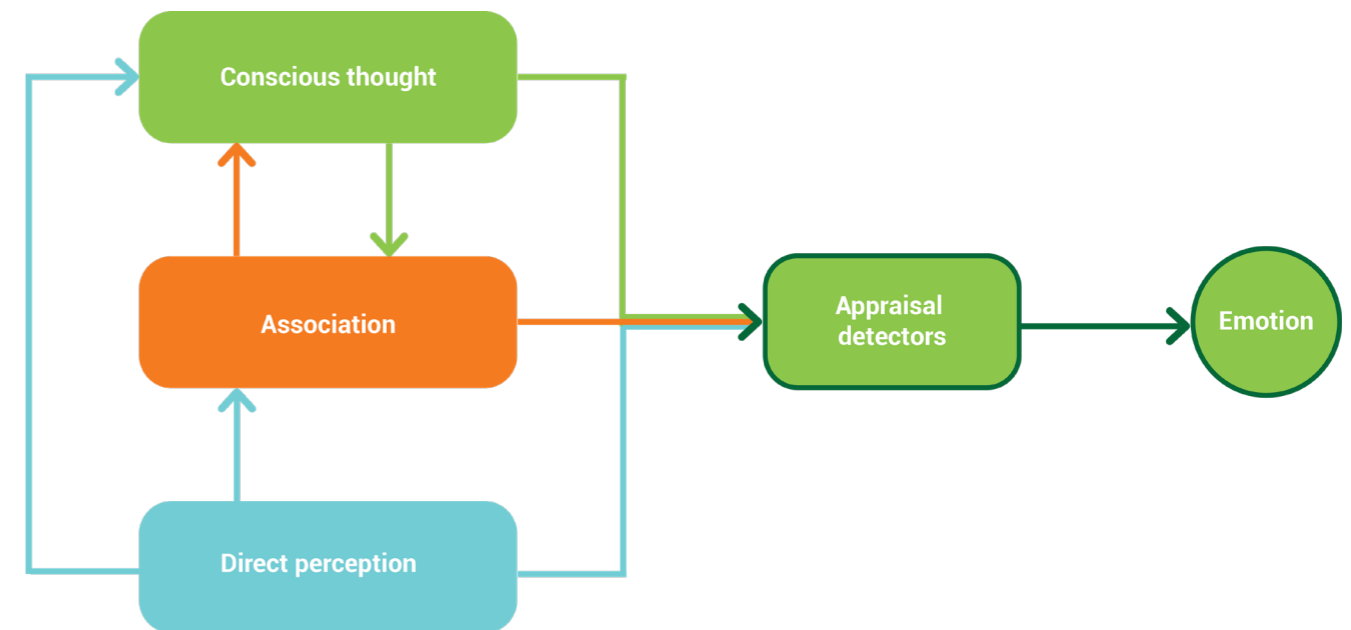 Conscious thought
Association
Direct perception
Appraisal
detectors
Emotion